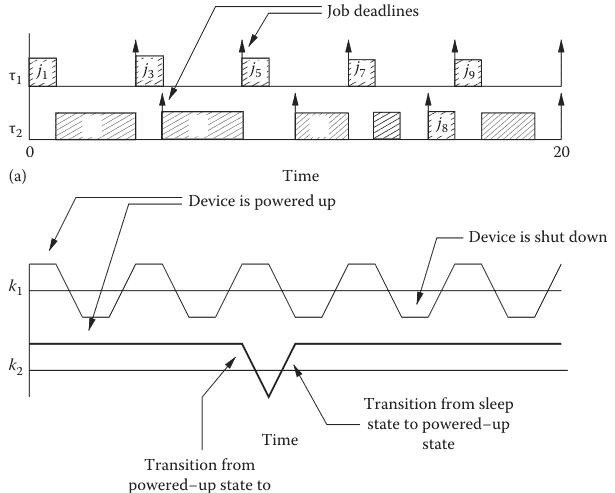 Job deadlines
τ1
j1
j3
j5
j7
j9
τ2
j8
0
20
(a)
Time
Device is powered up
Device is shut down
k1
k2
Transition from sleep
state to powered–up
state
Time
Transition from
powered–up state to